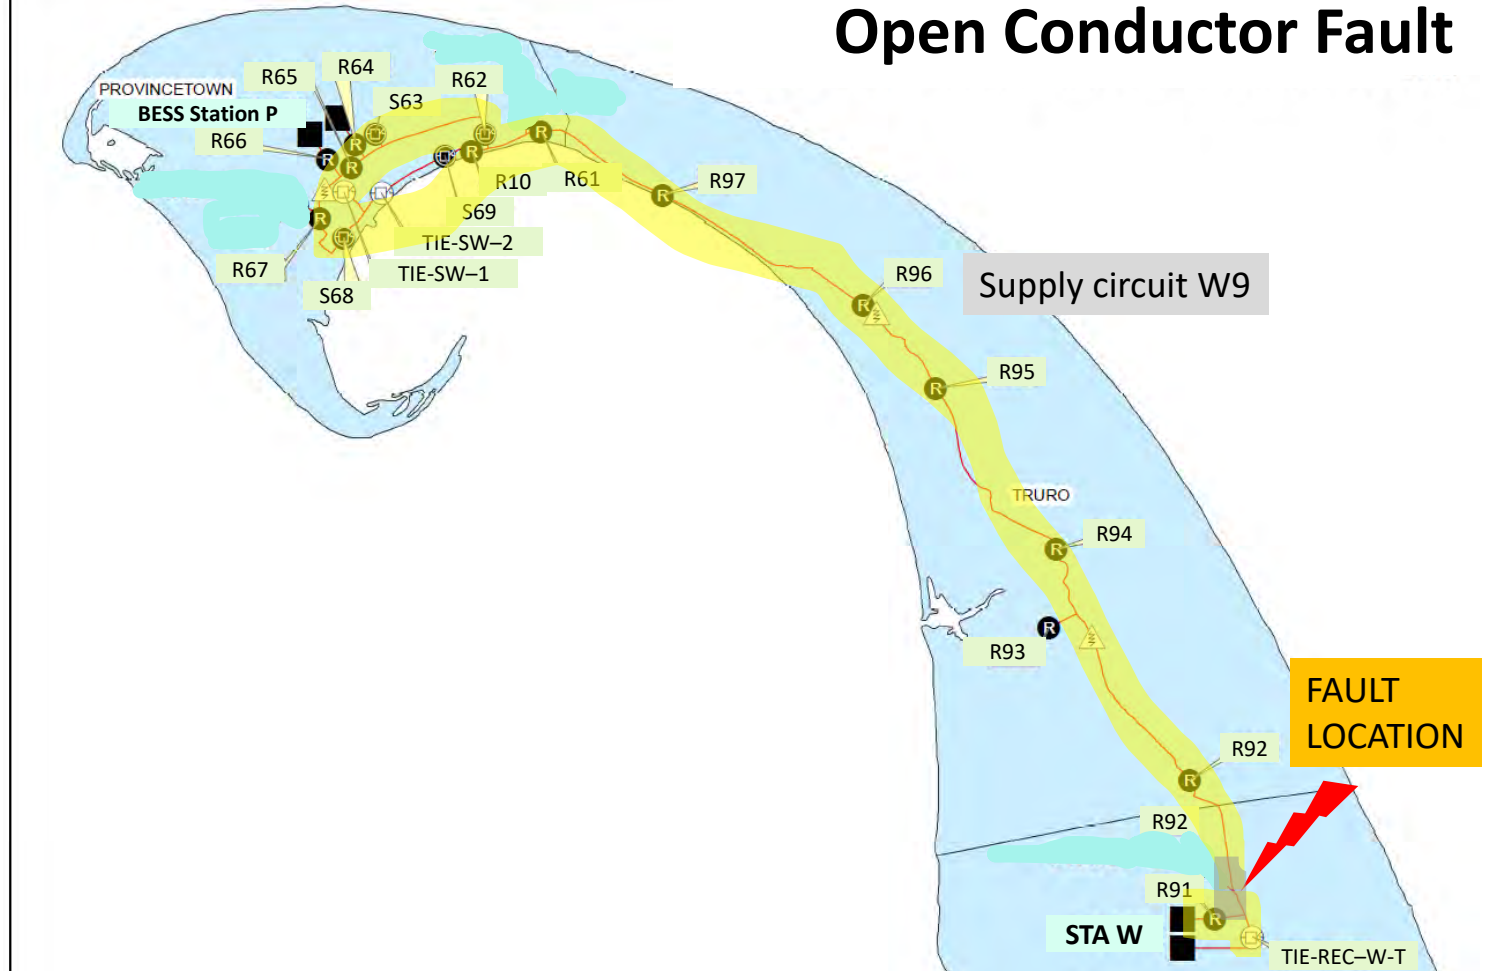 Open Conductor Fault
R64
R65
R62
PROVINCETOWN
S63
BESS Station P
R66
R
R
R
R
R
R
R10
R61
R97
R
S69
R
TIE-SW–2
R67
TIE-SW–1
R96
S68
Supply circuit W9
R
R95
R
TRURO
R94
R
R
R93
FAULT
LOCATION
R92
R
R92
R91
R
STA W
TIE-REC–W-T